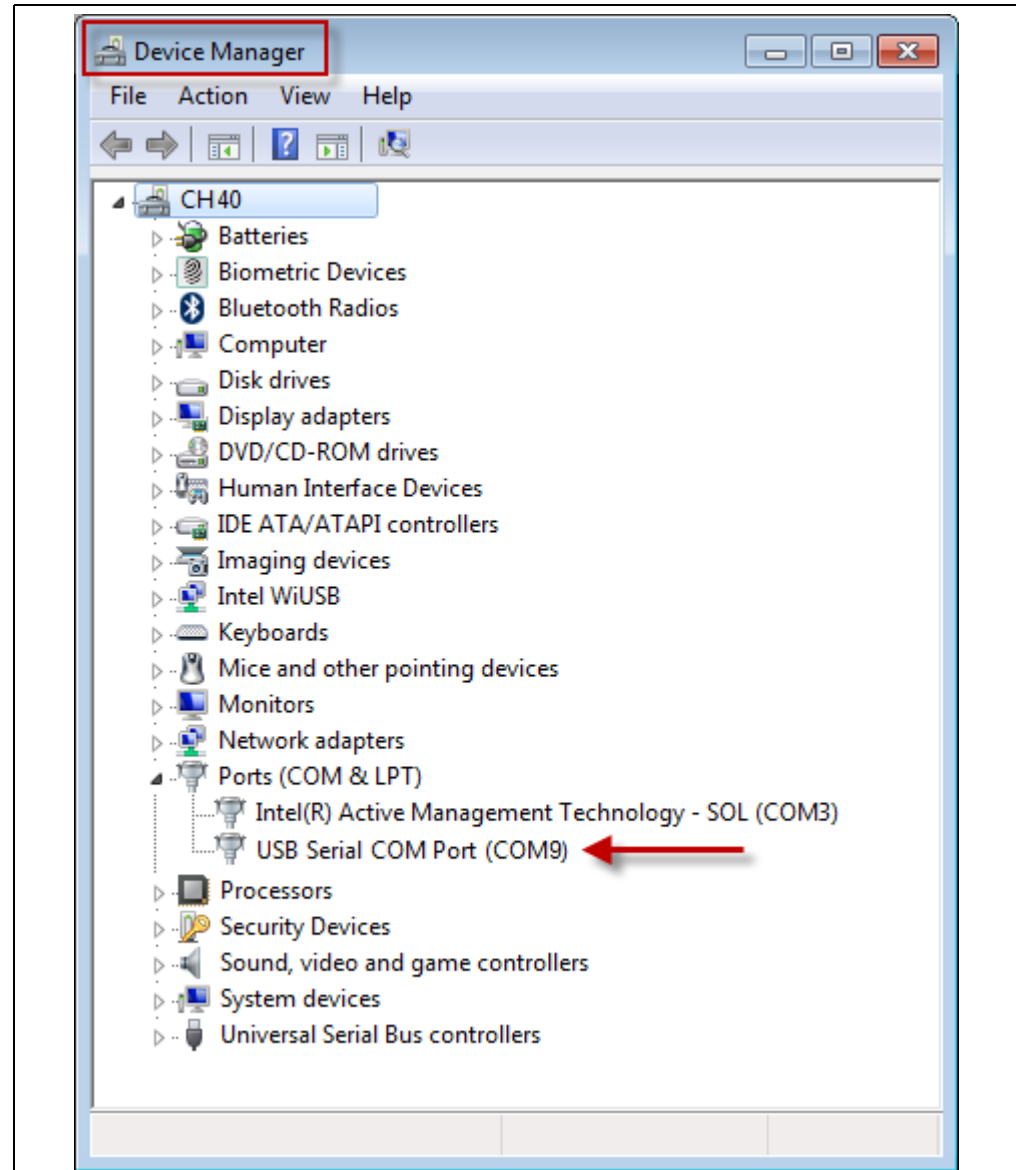 Device Manager
File Action View Help
CH40
Batteries
Biometric Devices
Bluetooth Radios
Computer
Disk drives
Display adapters
DVD/CD-ROM drives
Human Interface Devices
IDE ATA/ATAPI controllers
Imaging devices
Intel WiUSB
Keyboards
Mice and other pointing devices
Monitors
Network adapters
Ports (COM & LPT)
Intel(R) Active Management Technology - SOL (COM3)
USB Serial COM Port (COM9)
Processors
Security Devices
Sound, video and game controllers
System devices
Universal Serial Bus controllers